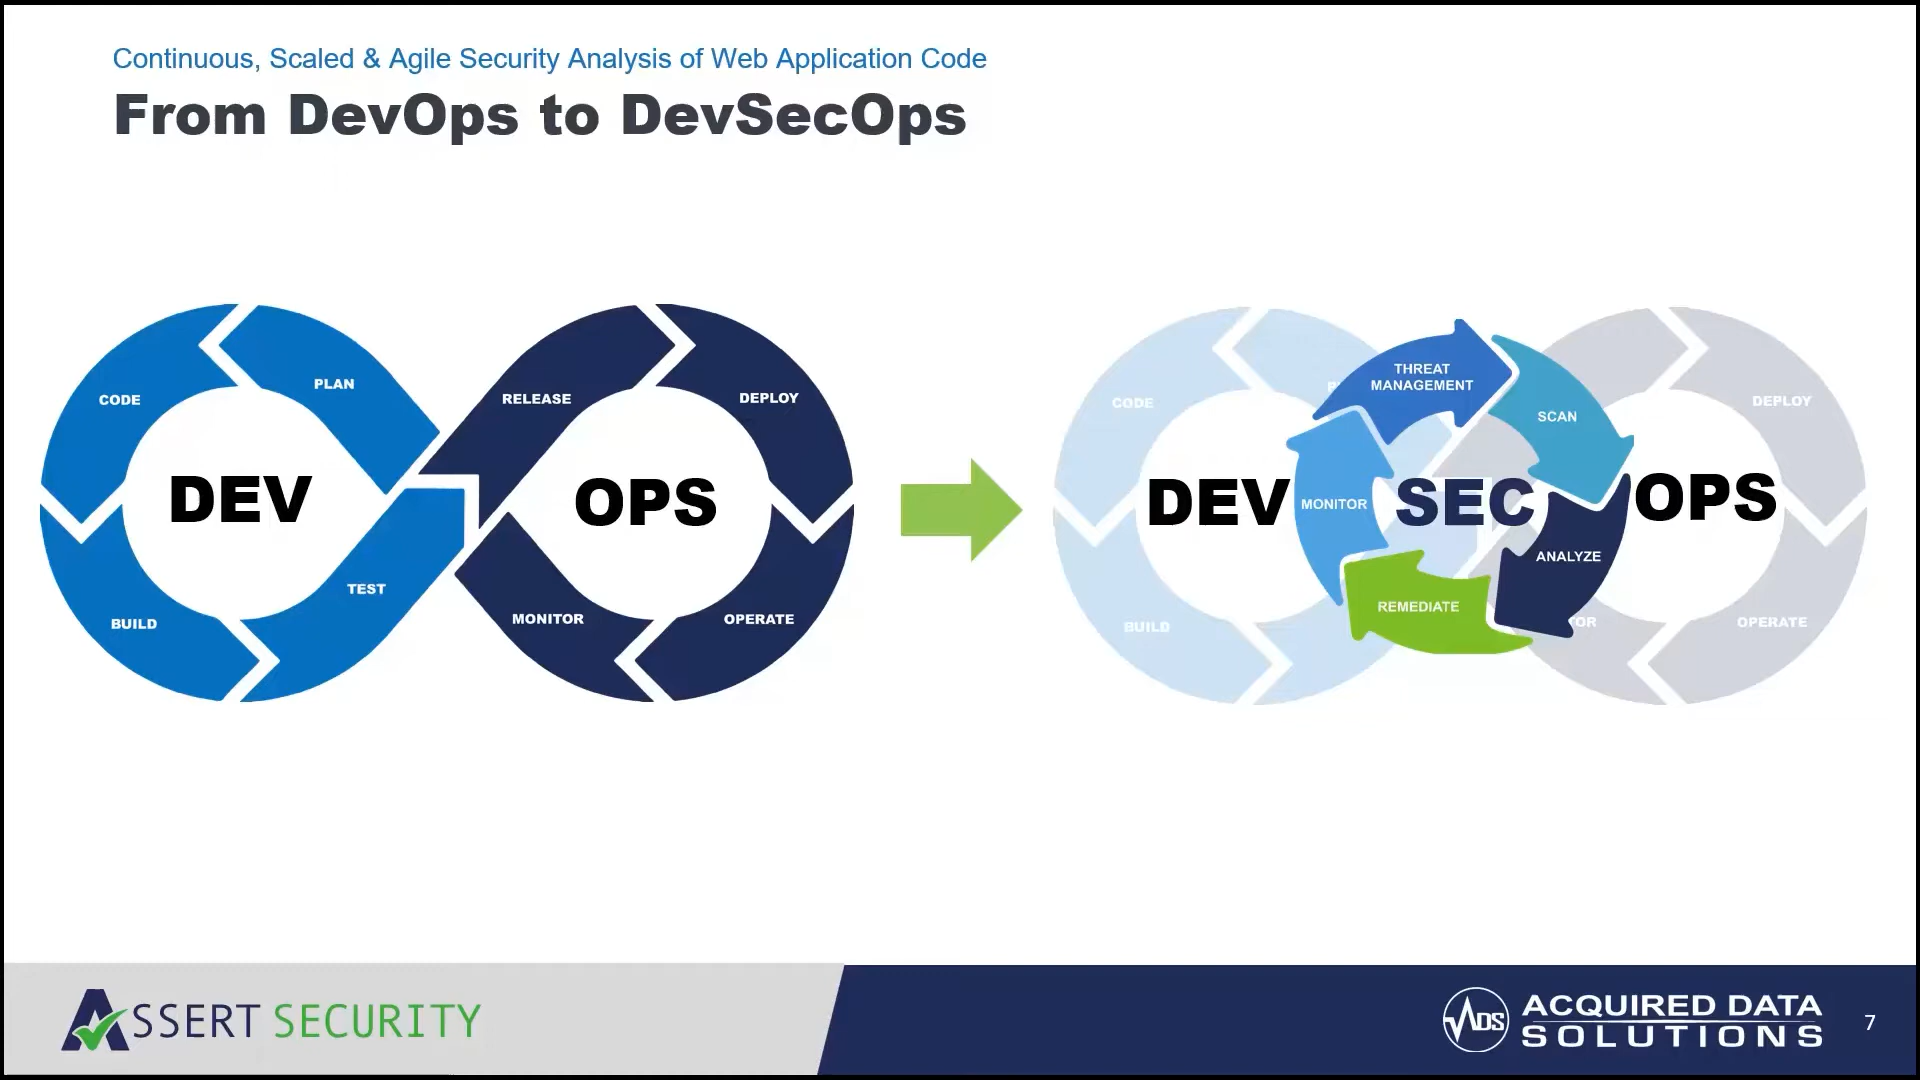 Continuous, Scaled & Agile Security Analysis of Web Application Code
From DevOps to DevSecOps
CODE
PLAN
RELEASE
DEPLOY
DEV
OPS
BUILD
TEST
MONITOR
OPERATE
CODE
THREAT
MANAGEMENT
SCAN
DEPLOY
DEV
MONITOR
SEC
OPS
ANALYZE
REMEDIATE
BUILD
OR
OPERATE
ASSERT SECURITY
ADS
ACQUIRED DATA
SOLUTIONS
7